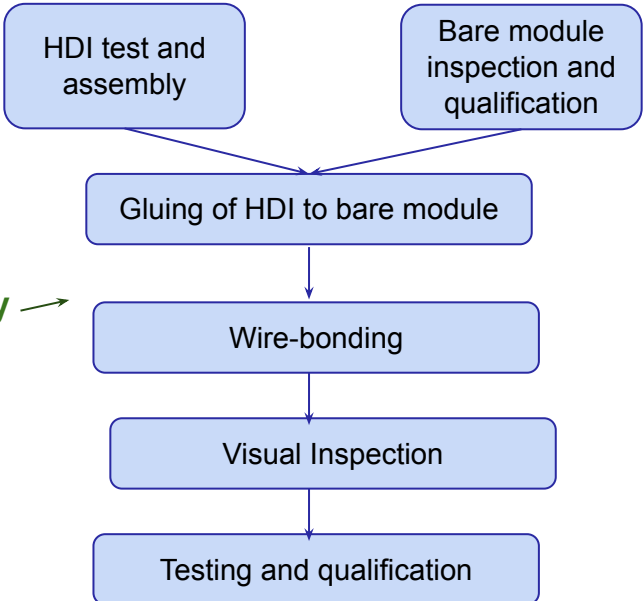 HDI test and
assembly
Bare module
inspection and
qualification
Gluing of HDI to bare module
Wire-bonding
Visual Inspection
Testing and qualification